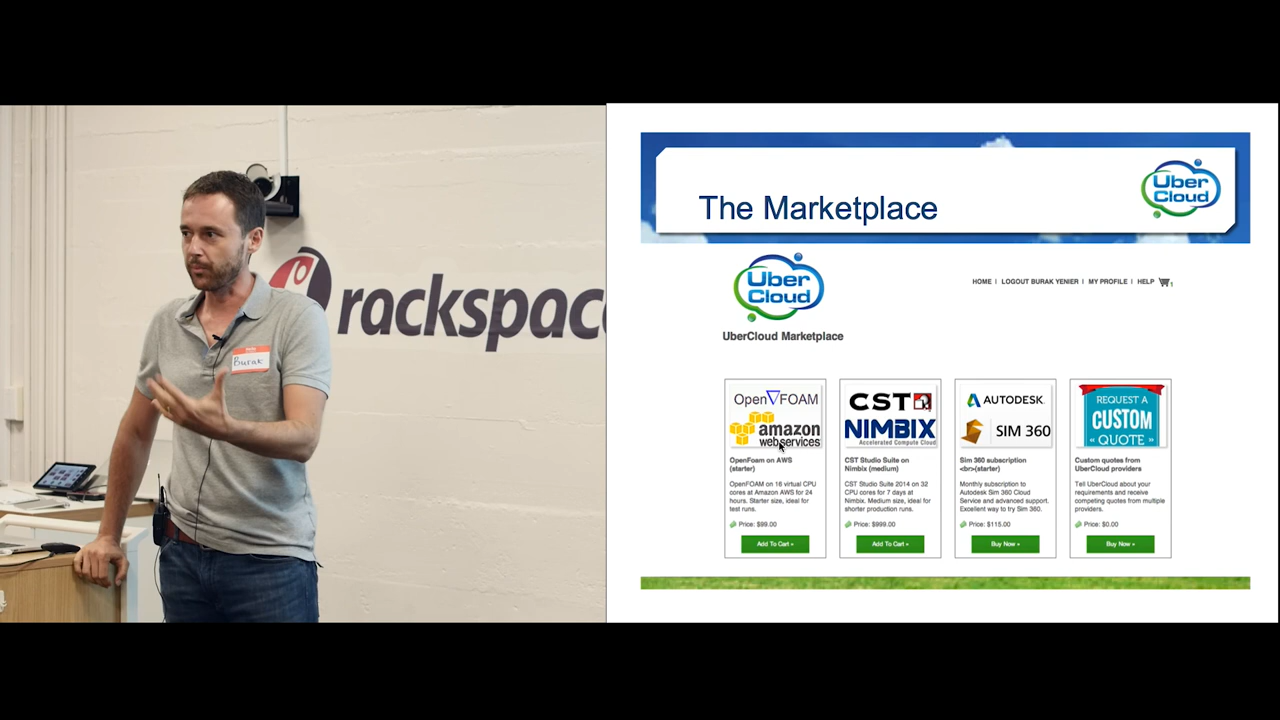 rackspac
Burak
The Marketplace
Uber
Cloud
Uber
Cloud
UberCloud Marketplace
HOME | LOGOUT BURAK YENIER | MY PROFILE | HELP
1
OpenFOAM
amazon
webservices
OpenFoam on AWS
(starter)
OpenFOAM on 16 virtual CPU
cores at Amazon AWS for 24
hours. Starter size, ideal for
test runs.
Price: $99.00
Add To Cart »
CST
NIMBIX
Accelerated Compute Cloud
CST Studio Suite on
Nimbix (medium)
CST Studio Suite 2014 on 32
CPU cores for 7 days at
Nimbix. Medium size, ideal for
shorter production runs.
Price: $999.00
Add To Cart »
AUTODESK
SIM 360
Sim 360 subscription
<br>(starter)
Monthly subscription to
Autodesk Sim 360 Cloud
Service and advanced support.
Excellent way to try Sim 360.
Price: $115.00
Buy Now »
REQUEST A
CUSTOM
« QUOTE »
Custom quotes from
UberCloud providers
Tell UberCloud about your
requirements and receive
competing quotes from multiple
providers.
Price: $0.00
Buy Now »